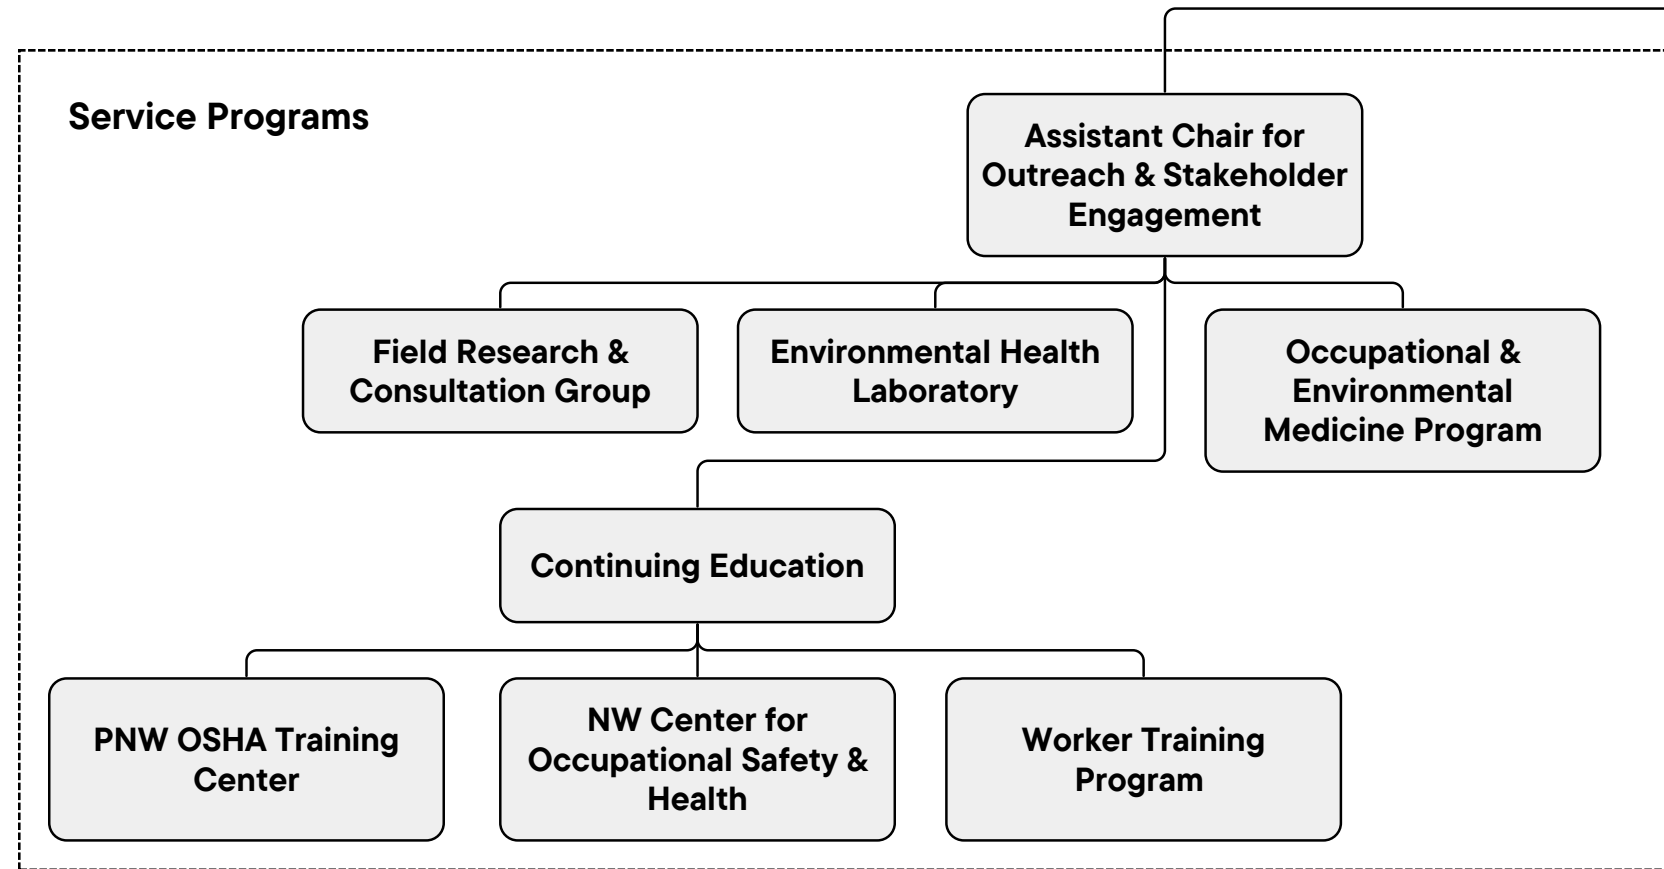 Service Programs
Assistant Chair for
Outreach & Stakeholder
Engagement
Field Research &
Consultation Group
Environmental Health
Laboratory
Occupational &
Environmental
Medicine Program
Continuing Education
PNW OSHA Training
Center
NW Center for
Occupational Safety &
Health
Worker Training
Program